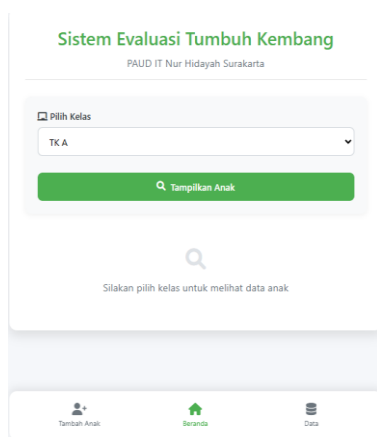 Sistem Evaluasi Tumbuh Kembang
PAUD IT Nur Hidayah Surakarta
Pilih Kelas
TK A
Tampilkan Anak
Silakan pilih kelas untuk melihat data anak
Tambah Anak Beranda Data